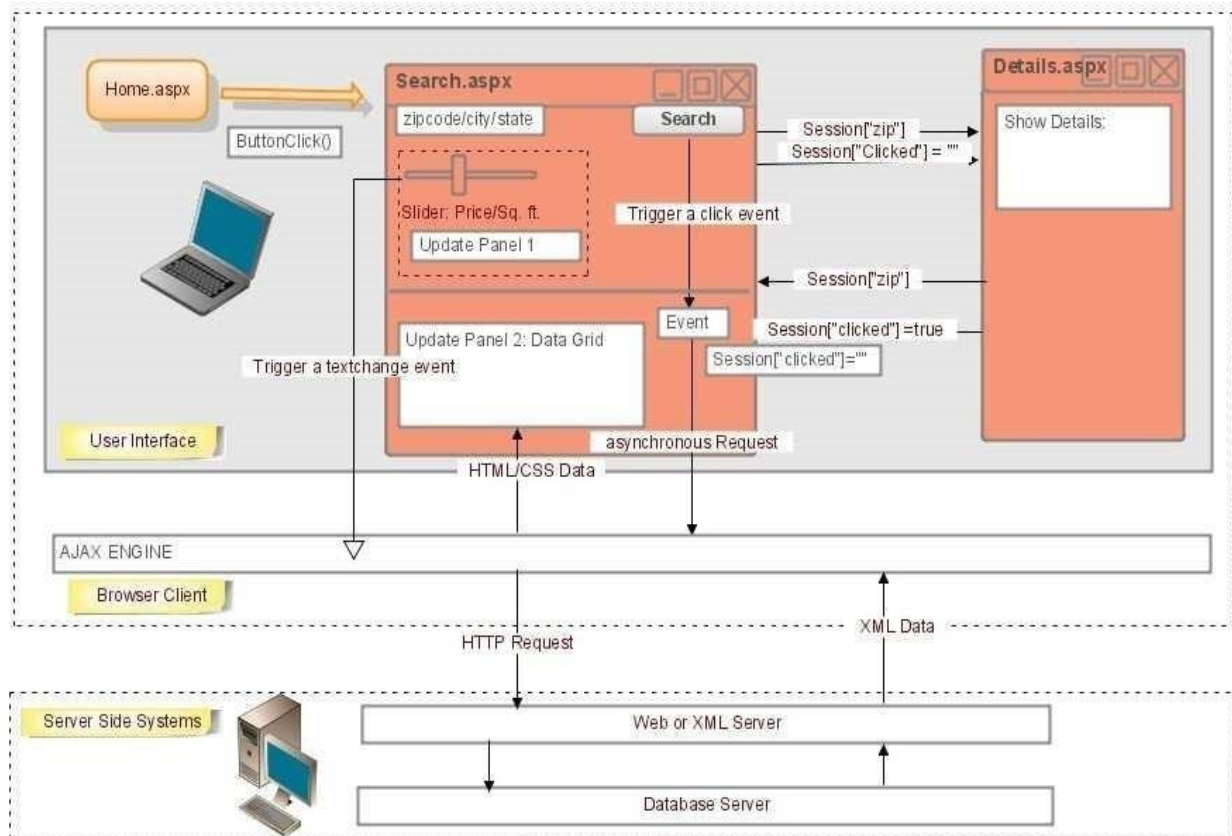 Home.aspx
ButtonClick()
Search.aspx
zipcode/city/state
Search
Slider: Price/Sq. ft.
Update Panel 1
Trigger a click event
Update Panel 2: Data Grid
Event
Session["clicked"]=""
Session["zip"]
Session["Clicked"] = ""
Session["zip"]
Session["clicked"] =true
Details.aspx
Show Details:
Trigger a textchange event
User Interface
asynchronous Request
HTML/CSS Data
AJAX ENGINE
Browser Client
HTTP Request
XML Data
Server Side Systems
Web or XML Server
Database Server